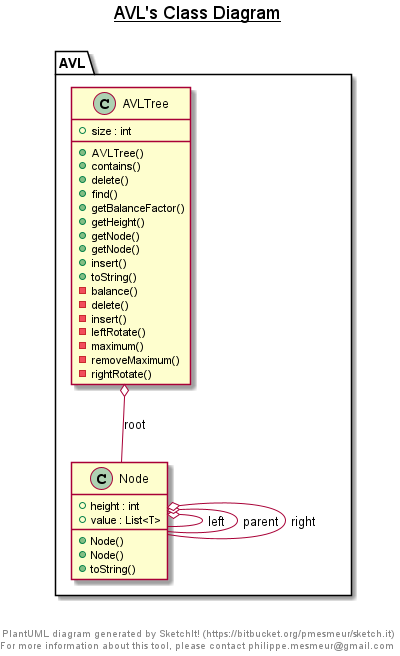 AVL's Class Diagram
AVL
C AVLTree
size : int
AVLTree()
contains()
delete()
find()
getBalanceFactor()
getHeight()
getNode()
getNode()
insert()
toString()
balance()
delete()
insert()
leftRotate()
maximum()
removeMaximum()
rightRotate()
root
C Node
height : int
value : List<T>
left parent right
Node()
Node()
toString()
PlantUML diagram generated by SketchIt! (https://bitbucket.org/pmesmeur/sketch.it)
For more information about this tool, please contact philippe.mesmeur@gmail.com